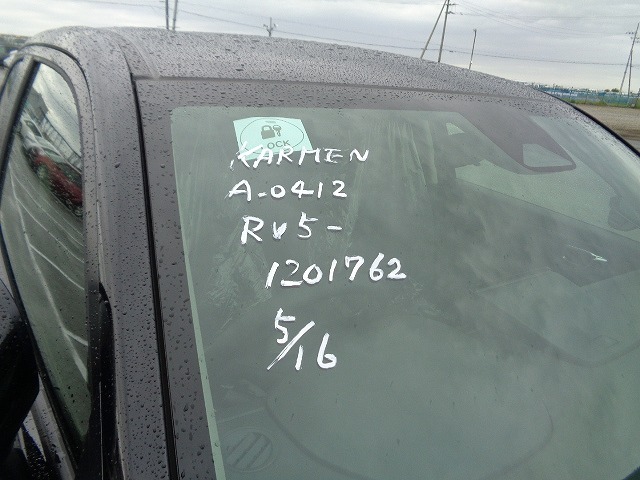 LOCK
KARMEN
A-0412
RV5-
1201762
5/16